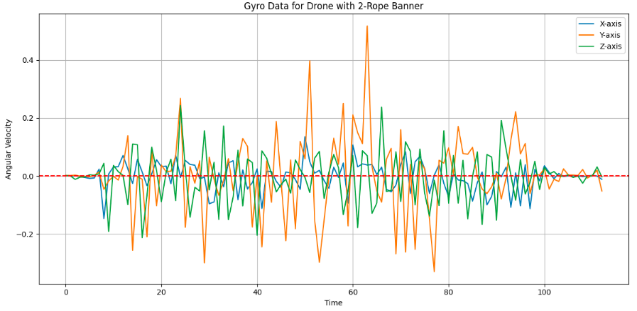 Gyro Data for Drone with 2-Rope Banner
X-axis
Y-axis
Z-axis
0.4
0.2
0.0
−0.2
Angular Velocity
0
20
40
60
80
100
Time